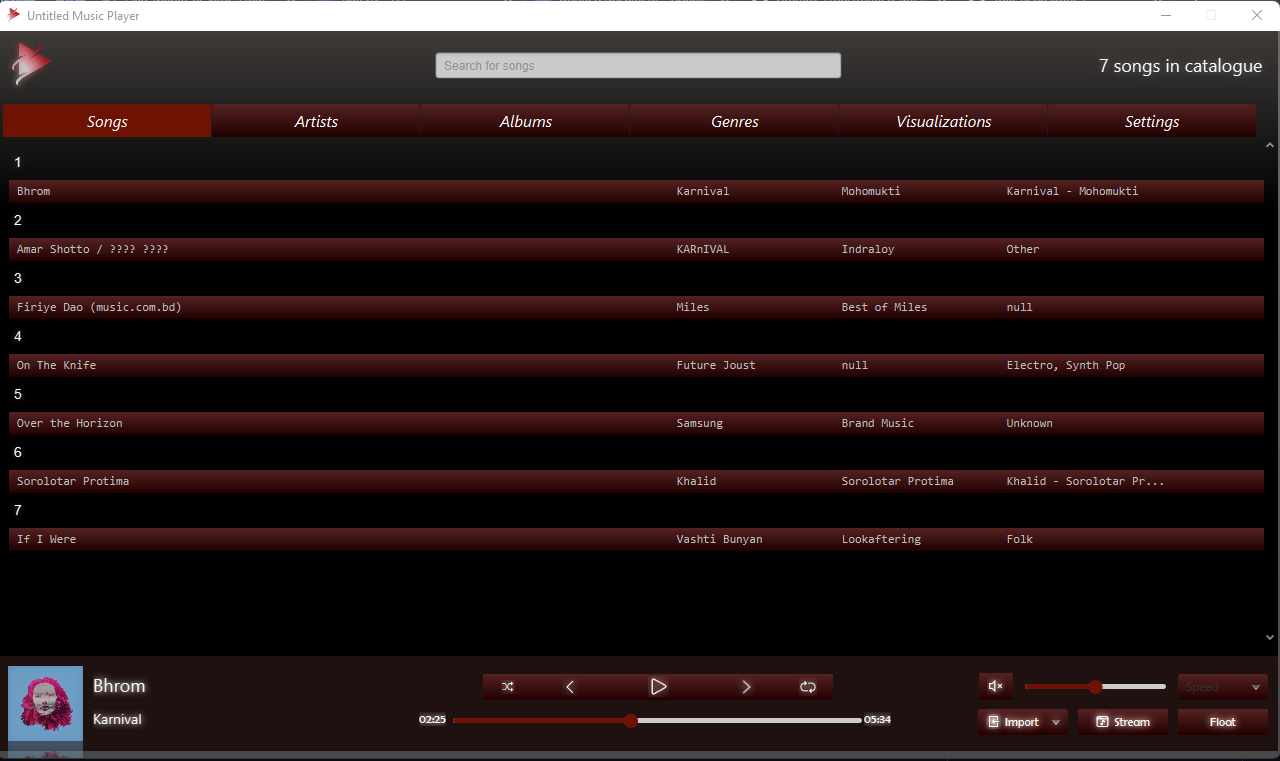 Untitled Music Player
Search for songs
7 songs in catalogue
Songs Artists Albums Genres Visualizations Settings
1
Bhrom Karnival Mohomukti Karnival - Mohomukti
2
Amar Shotto / ???? ???? KARnIVAL Indraloy Other
3
Firiye Dao (music.com.bd) Miles Best of Miles null
4
On The Knife Future Joust null Electro, Synth Pop
5
Over the Horizon Samsung Brand Music Unknown
6
Sorolotar Protima Khalid Sorolotar Protima Khalid - Sorolotar Pr...
7
If I Were Vashti Bunyan Lookaftering Folk
Bhrom
Speed
Karnival
02:25 05:34
Import Stream Float